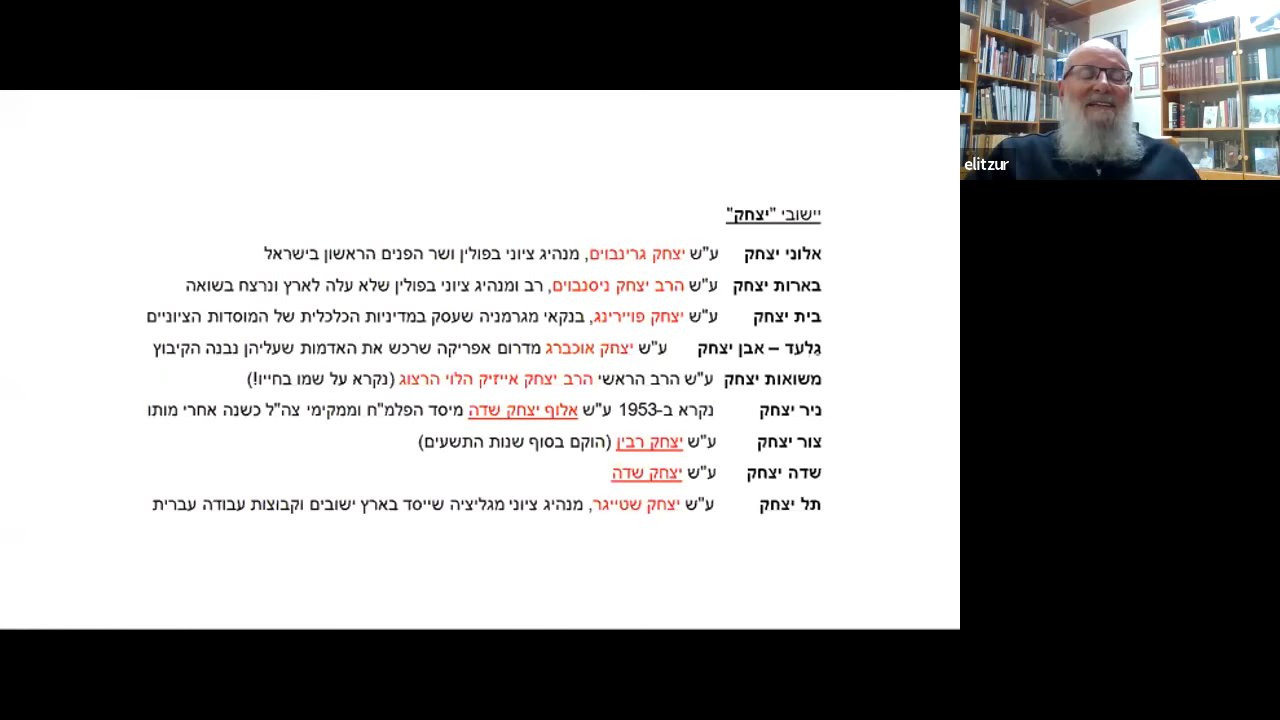 יישובי "יצחק"
אלוני יצחק ע"ש יצחק גרינבוים, מנהיג ציוני בפולין ושר הפנים הראשון בישראל
בארות יצחק ע"ש הרב יצחק ניסנבוים, רב ומנהיג ציוני בפולין שלא עלה לארץ ונרצח בשואה
בית יצחק ע"ש יצחק פויירינג, בנקאי מגרמניה שעסק במדיניות הכלכלית של המוסדות הציוניים
גַלעד – אבן יצחק ע"ש יצחק אוכברג מדרום אפריקה שרכש את האדמות שעליהן נבנה הקיבוץ
משואות יצחק ע"ש הרב הראשי הרב יצחק אייזיק הלוי הרצוג (נקרא על שמו בחייו!)
ניר יצחק נקרא ב-1953 ע"ש אלוף יצחק שדה מיסד הפלמ"ח וממקימי צה"ל כשנה אחרי מותו
צור יצחק ע"ש יצחק רבין (הוקם בסוף שנות התשעים)
שדה יצחק ע"ש יצחק שדה
תל יצחק ע"ש יצחק שטייגר, מנהיג ציוני מגליציה שייסד בארץ ישובים וקבוצות עבודה עברית
elitzur